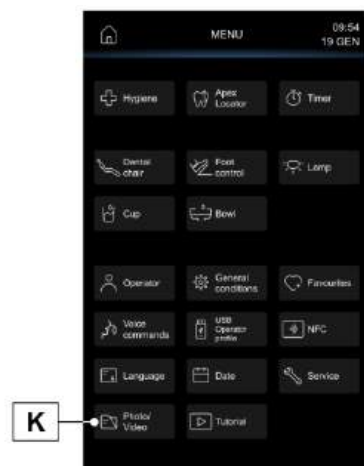 MENU
09:54
19 GEN
Hygiene
Apex
Locator
Timer
Dental
chair
Foot
control
Lamp
Cup
Bowl
Operator
General
conditions
Favourites
Voice
commands
USB
Operator
profile
NFC
Language
Date
Service
K
Photo/
Video
Tutorial